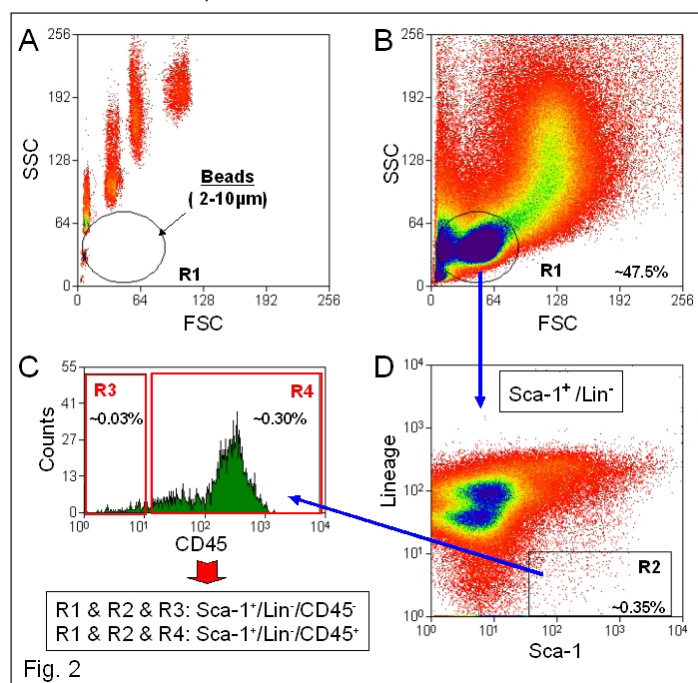 A
256
192
128
64
0
SSC
Beads
( 2-10µm)
R1
0
64
128
192
256
FSC
B
256
192
128
64
0
SSC
R1
~47.5%
0
64
128
192
256
FSC
C
55
41
27
13
0
Counts
R3
~0.03%
R4
~0.30%
10⁰
10¹
10²
10³
10⁴
CD45
D
Sca-1⁺/Lin⁻
10⁴
10³
10²
10¹
10⁰
Lineage
R2
~0.35%
10⁰
10¹
10²
10³
10⁴
Sca-1
R1 & R2 & R3: Sca-1⁺/Lin⁻/CD45⁻
R1 & R2 & R4: Sca-1⁺/Lin⁻/CD45⁺
Fig. 2